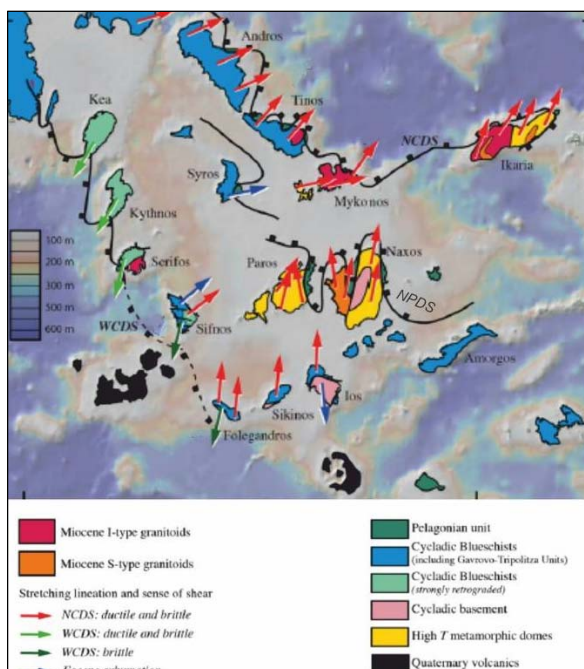 Andros
Kea
Tinos
NCDS
Ikaria
Syros
Mykonos
Kythnos
100 m
200 m
300 m
400 m
500 m
600 m
Serifos
Paros
Naxos
NPDS
WCDS
Sifnos
Amorgos
Ios
Sikinos
Folegandros
Miocene I-type granitoids
Miocene S-type granitoids
Stretching lineation and sense of shear
NCDS: ductile and brittle
WCDS: ductile and brittle
WCDS: brittle
Pelagonian unit
Cycladic Blueschists
(including Gavrovo-Tripolitza Units)
Cycladic Blueschists
(strongly retrograded)
Cycladic basement
High T metamorphic domes
Quaternary volcanics